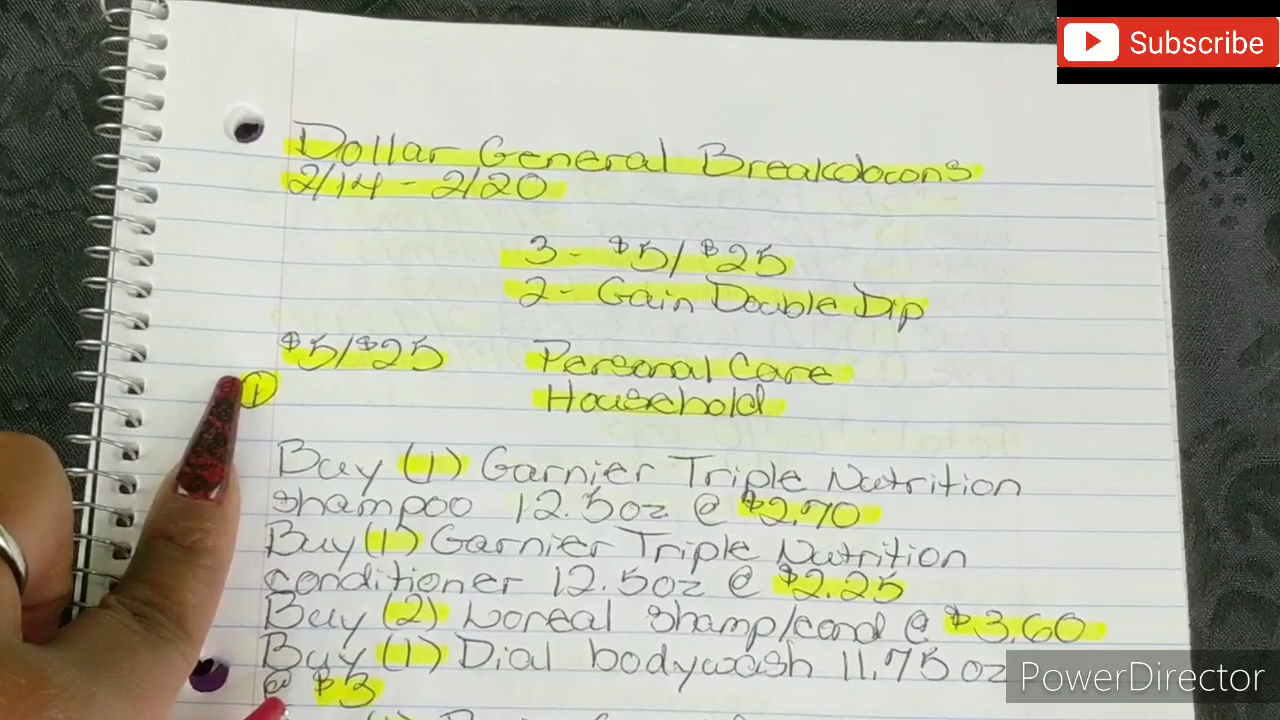 Subscribe
Dollar General Breakdowns
2/14 - 2/20
3 - $5/$25
2 - Gain Double Dip
$5/$25 Personal Care
1 Household
Buy (1) Garnier Triple Nutrition
shampoo 12.5oz @ $2.70
Buy (1) Garnier Triple Nutrition
conditioner 12.5oz @ $2.25
Buy (2) Loreal shamp/cond @ $3.60
Buy (1) Dial bodywash 11.75 oz
@ $3
PowerDirector